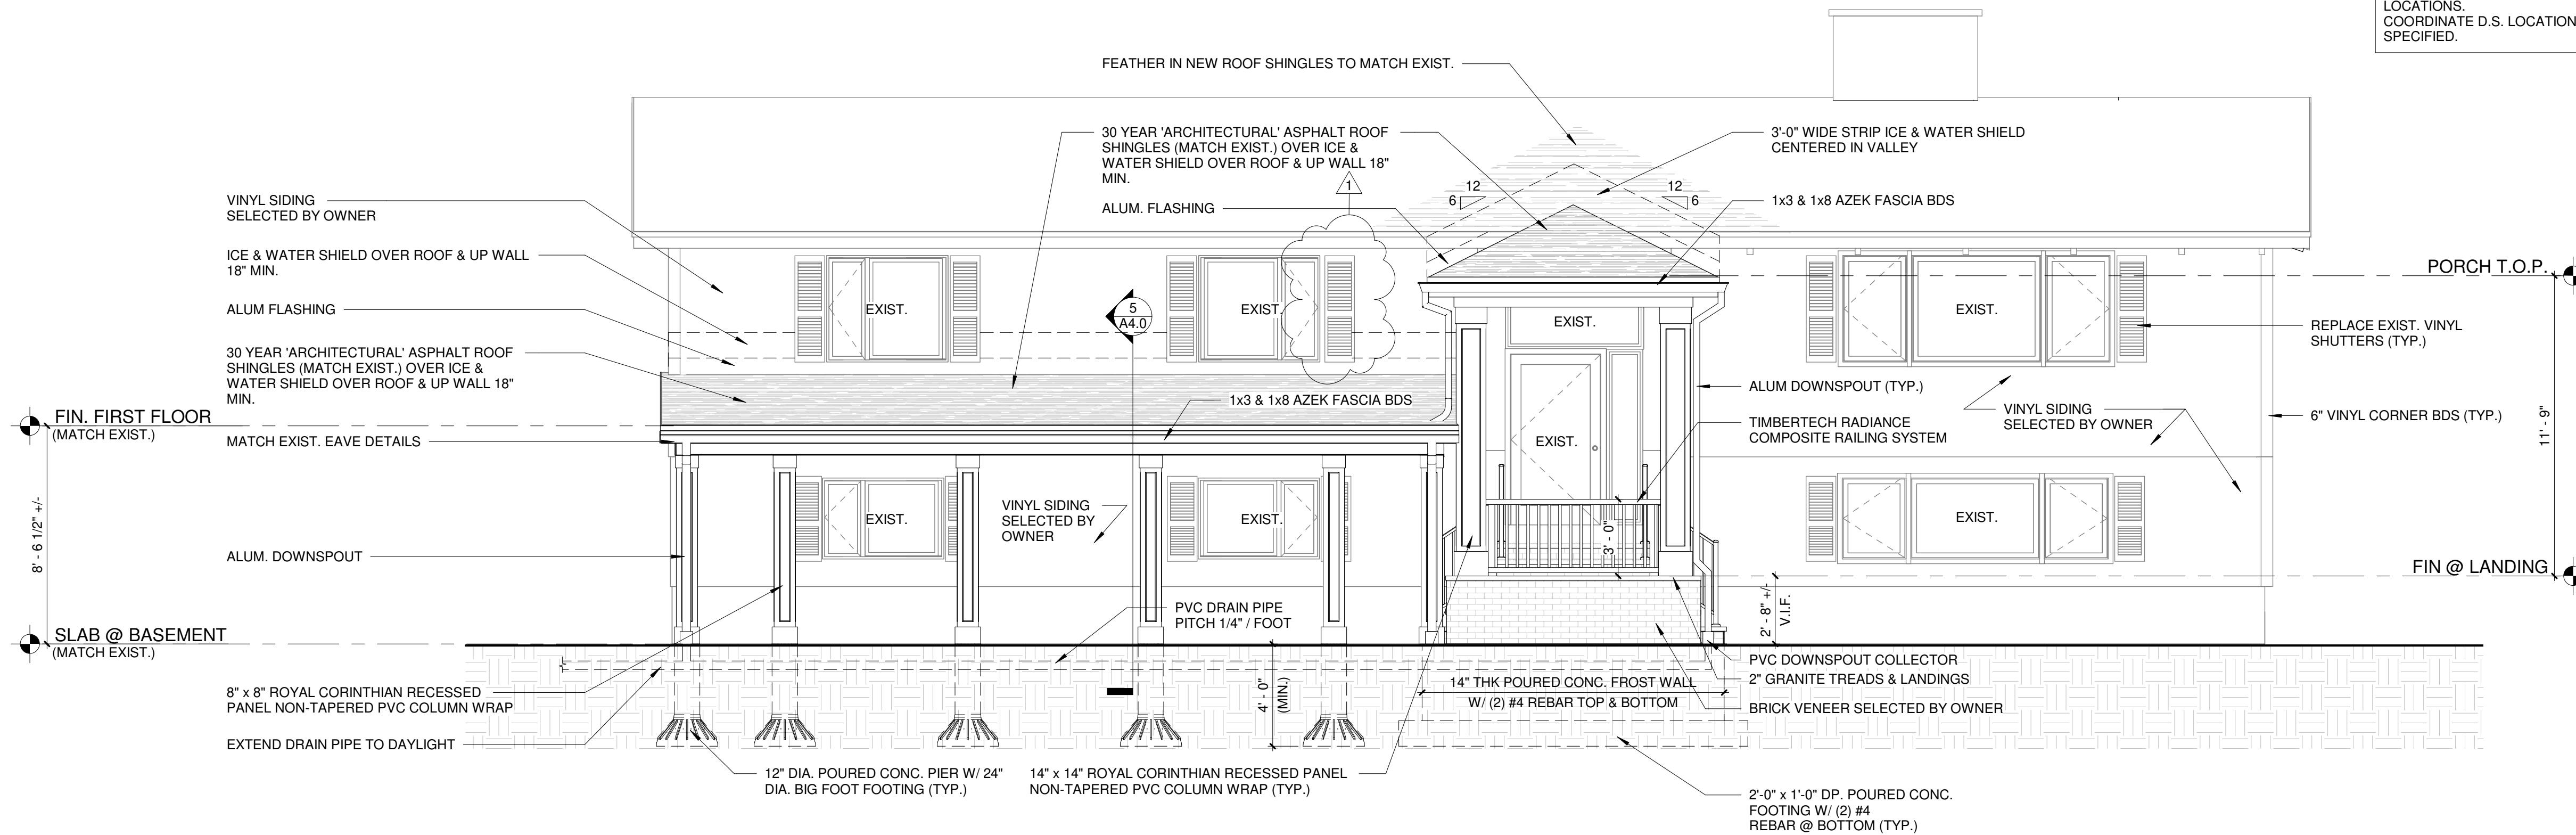 LOCATIONS.
COORDINATE D.S. LOCATION
SPECIFIED.
FEATHER IN NEW ROOF SHINGLES TO MATCH EXIST.
30 YEAR 'ARCHITECTURAL' ASPHALT ROOF
SHINGLES (MATCH EXIST.) OVER ICE &
WATER SHIELD OVER ROOF & UP WALL 18"
MIN.
1
ALUM. FLASHING
3'-0" WIDE STRIP ICE & WATER SHIELD
CENTERED IN VALLEY
12
6
12
6
1x3 & 1x8 AZEK FASCIA BDS
VINYL SIDING
SELECTED BY OWNER
ICE & WATER SHIELD OVER ROOF & UP WALL
18" MIN.
ALUM FLASHING
30 YEAR 'ARCHITECTURAL' ASPHALT ROOF
SHINGLES (MATCH EXIST.) OVER ICE &
WATER SHIELD OVER ROOF & UP WALL 18"
MIN.
FIN. FIRST FLOOR
(MATCH EXIST.)
MATCH EXIST. EAVE DETAILS
8' - 6 1/2" +/-
ALUM. DOWNSPOUT
SLAB @ BASEMENT
(MATCH EXIST.)
8" x 8" ROYAL CORINTHIAN RECESSED
PANEL NON-TAPERED PVC COLUMN WRAP
EXTEND DRAIN PIPE TO DAYLIGHT
EXIST.
5
A4.0
EXIST.
EXIST.
EXIST.
1x3 & 1x8 AZEK FASCIA BDS
EXIST.
EXIST.
VINYL SIDING
SELECTED BY
OWNER
EXIST.
EXIST.
3' - 0"
PORCH T.O.P.
REPLACE EXIST. VINYL
SHUTTERS (TYP.)
ALUM DOWNSPOUT (TYP.)
VINYL SIDING
SELECTED BY OWNER
6" VINYL CORNER BDS (TYP.)
11' - 9"
TIMBERTECH RADIANCE
COMPOSITE RAILING SYSTEM
FIN @ LANDING
2' - 8" +/-
V.I.F.
PVC DRAIN PIPE
PITCH 1/4" / FOOT
4' - 0"
(MIN.)
14" THK POURED CONC. FROST WALL
W/ (2) #4 REBAR TOP & BOTTOM
PVC DOWNSPOUT COLLECTOR
2" GRANITE TREADS & LANDINGS
BRICK VENEER SELECTED BY OWNER
12" DIA. POURED CONC. PIER W/ 24"
DIA. BIG FOOT FOOTING (TYP.)
14" x 14" ROYAL CORINTHIAN RECESSED PANEL
NON-TAPERED PVC COLUMN WRAP (TYP.)
2'-0" x 1'-0" DP. POURED CONC.
FOOTING W/ (2) #4
REBAR @ BOTTOM (TYP.)